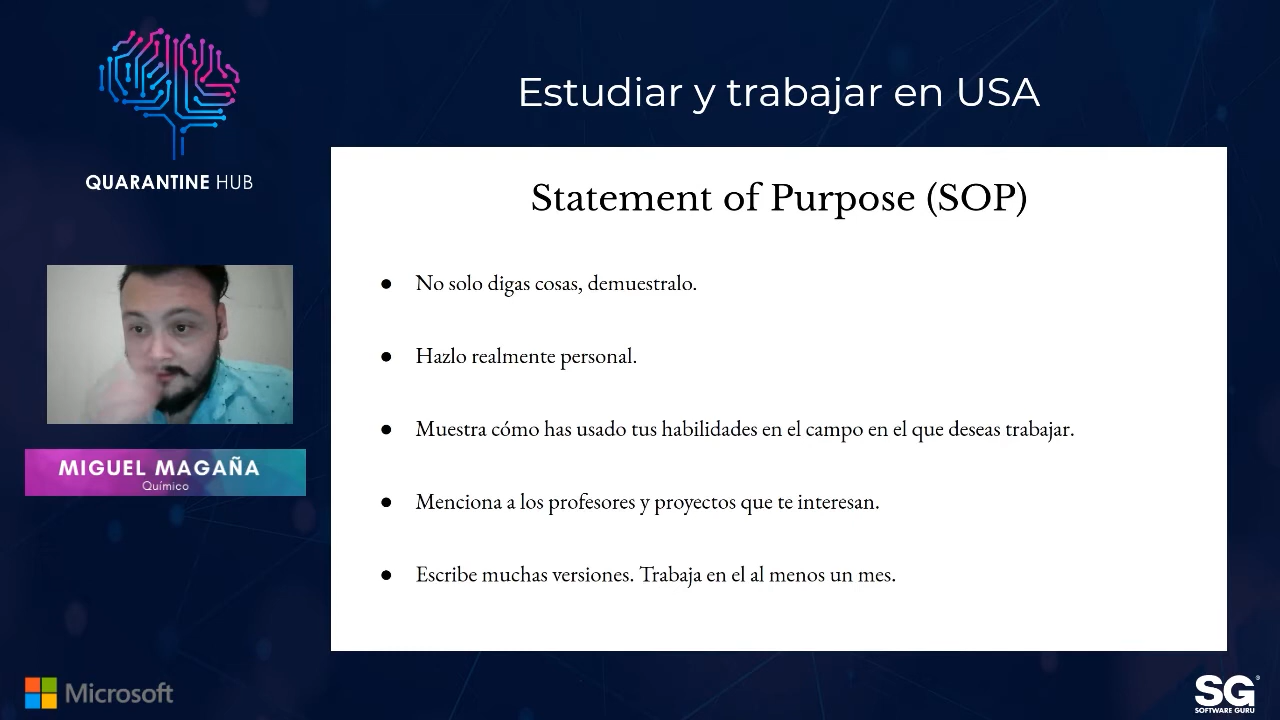 QUARANTINE HUB
Estudiar y trabajar en USA
Statement of Purpose (SOP)
● No solo digas cosas, demuestralo.
● Hazlo realmente personal.
● Muestra cómo has usado tus habilidades en el campo en el que deseas trabajar.
● Menciona a los profesores y proyectos que te interesan.
● Escribe muchas versiones. Trabaja en el al menos un mes.
MIGUEL MAGAÑA
Químico
Microsoft
SG®
SOFTWARE GURU